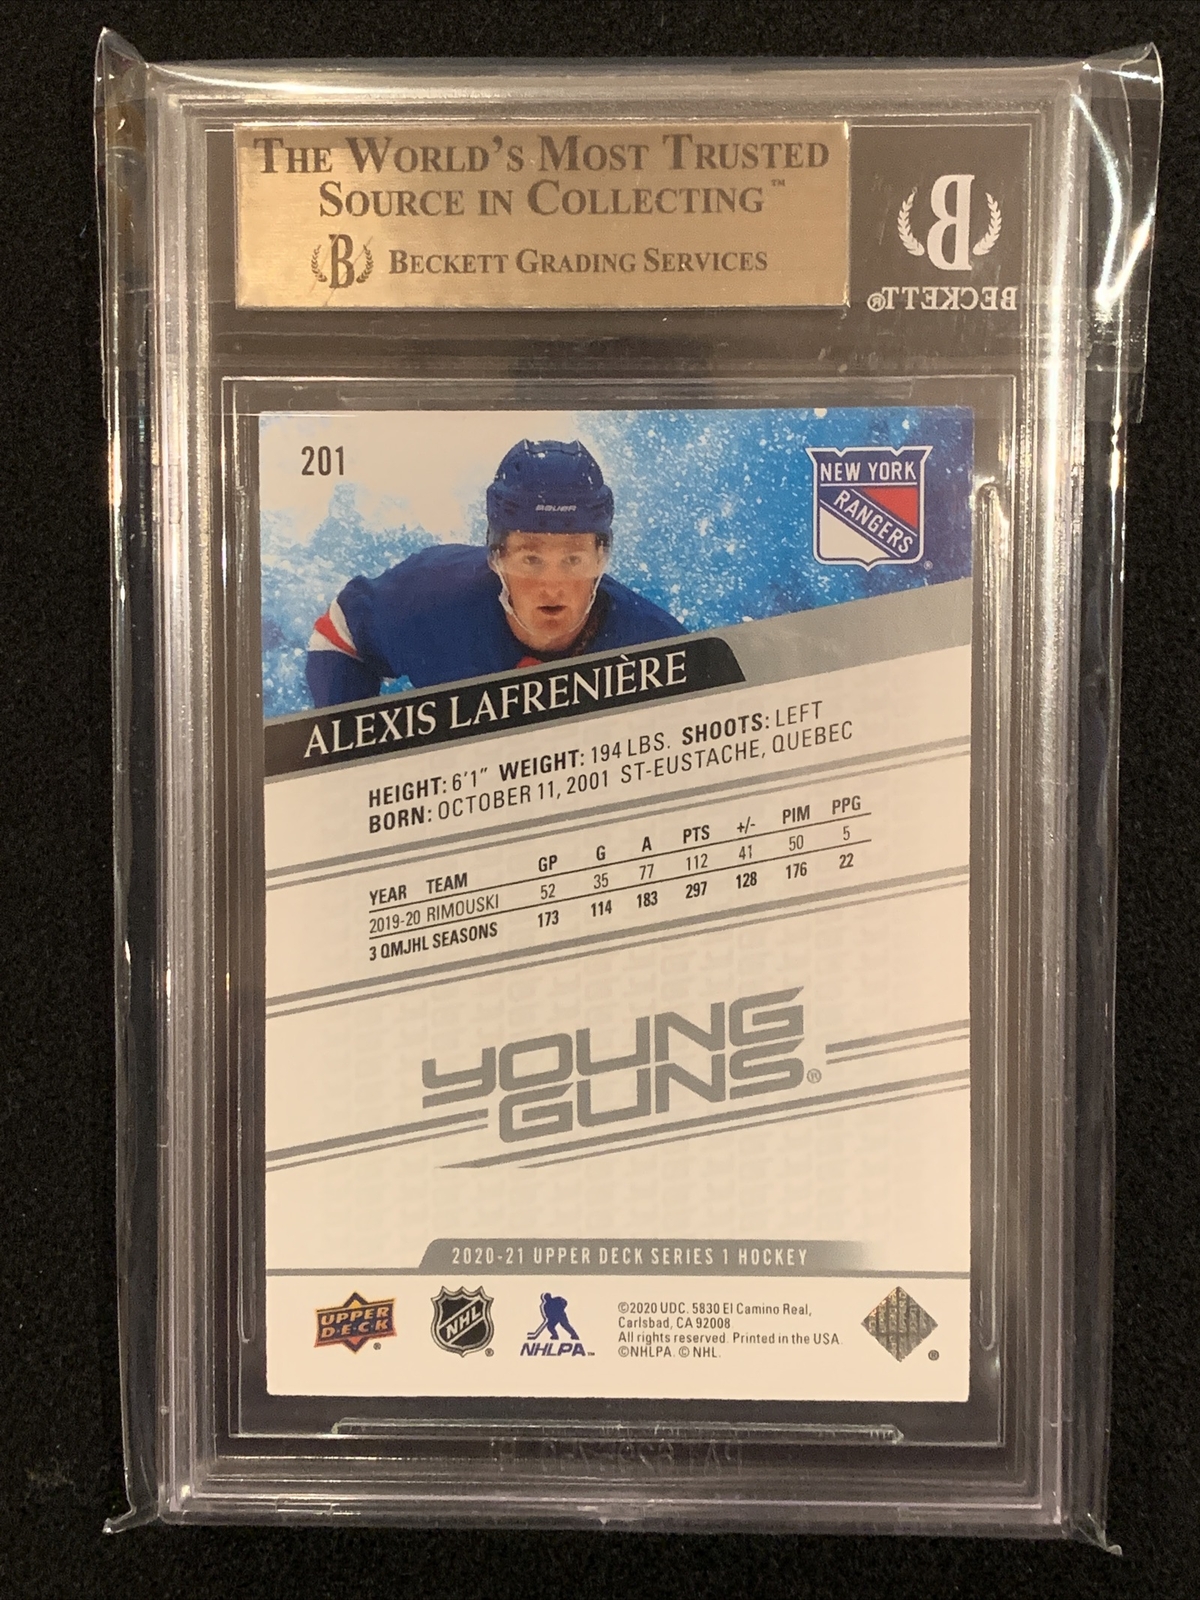 THE WORLD'S MOST TRUSTED
SOURCE IN COLLECTING™
B BECKETT GRADING SERVICES
B
BECKETT®
201
BAUER
NEW YORK
RANGERS
®
ALEXIS LAFRENIÈRE
HEIGHT: 6'1" WEIGHT: 194 LBS. SHOOTS: LEFT
BORN: OCTOBER 11, 2001 ST-EUSTACHE, QUEBEC
YEAR TEAM GP G A PTS +/- PIM PPG
2019-20 RIMOUSKI 52 35 77 112 41 50 5
3 QMJHL SEASONS 173 114 183 297 128 176 22
YOUNG
GUNS®
2020-21 UPPER DECK SERIES 1 HOCKEY
UPPER
D·E·C·K
®
NHL
®
NHLPA™
©2020 UDC. 5830 El Camino Real,
Carlsbad, CA 92008
All rights reserved. Printed in the USA.
©NHLPA. © NHL.
®